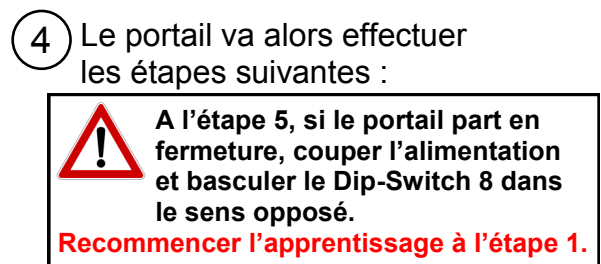 4 Le portail va alors effectuer
les étapes suivantes :
A l’étape 5, si le portail part en
fermeture, couper l’alimentation
et basculer le Dip-Switch 8 dans
le sens opposé.
Recommencer l’apprentissage à l’étape 1.